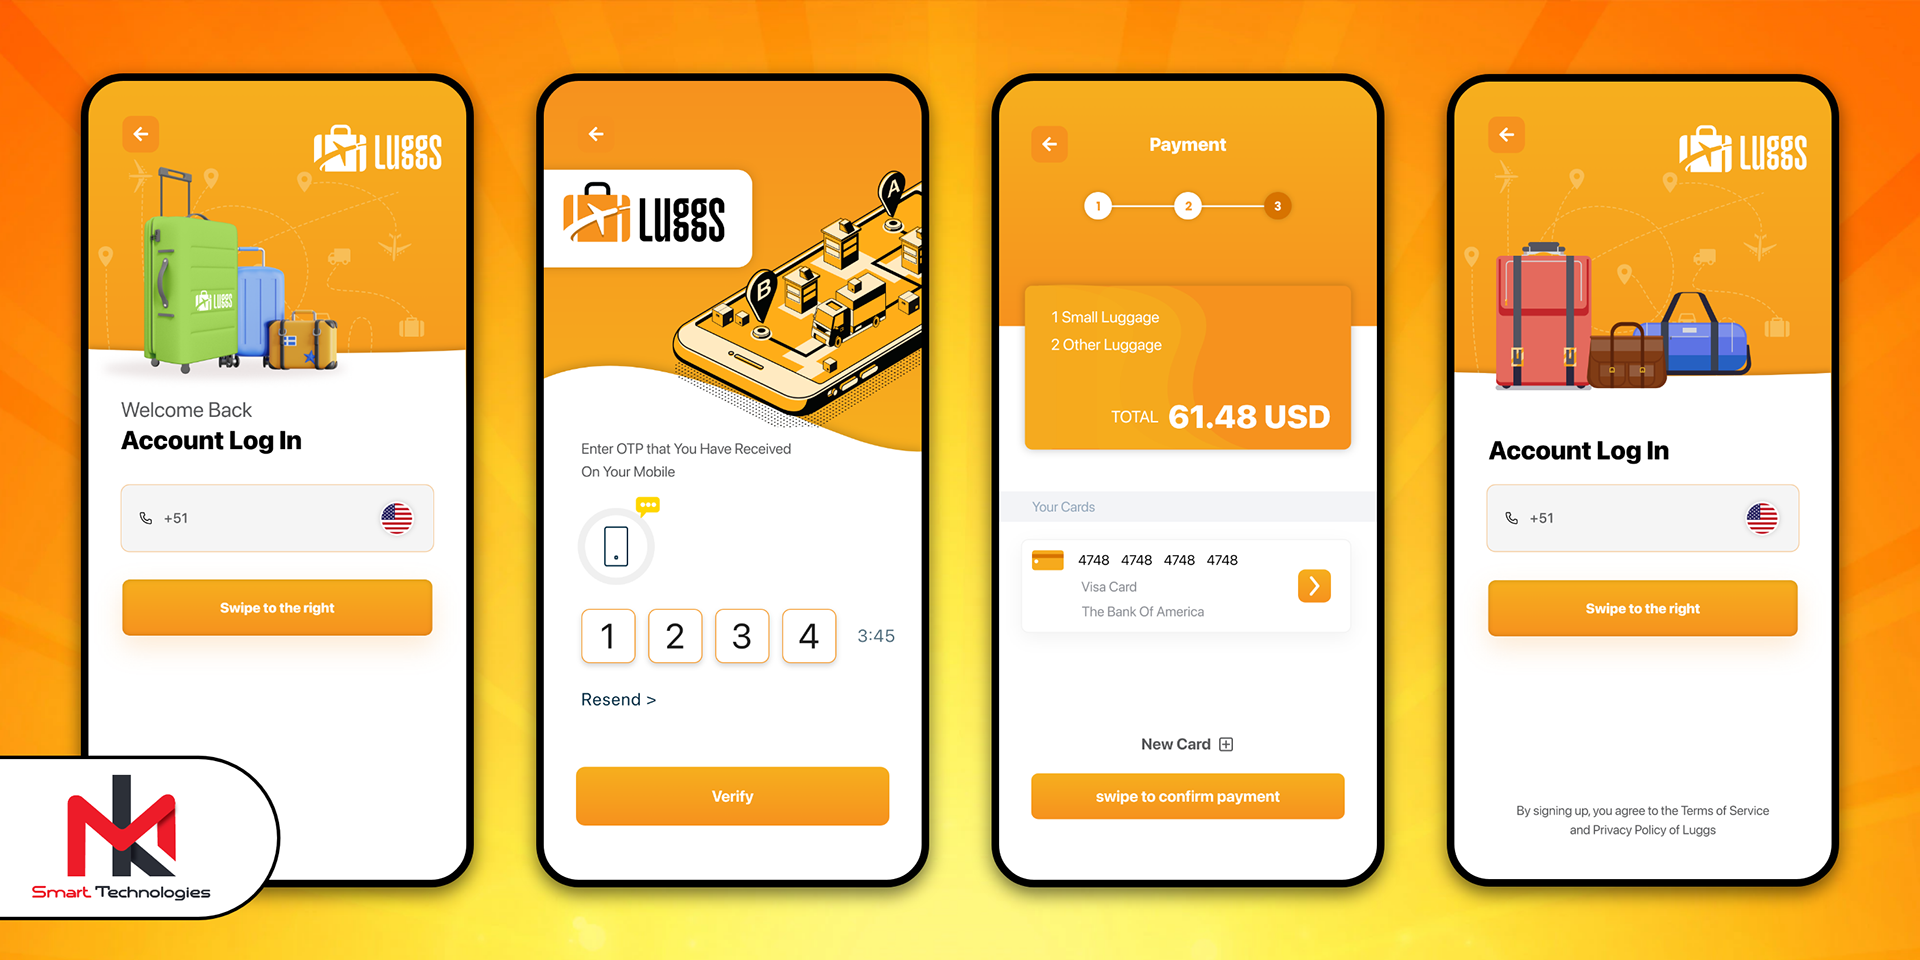 LUGGS
LUGGS
Welcome Back
Account Log In
+51
Swipe to the right
LUGGS
A
B
Enter OTP that You Have Received
On Your Mobile
1 2 3 4 3:45
Resend >
Verify
Payment
1 2 3
1 Small Luggage
2 Other Luggage
TOTAL 61.48 USD
Your Cards
4748 4748 4748 4748
Visa Card
The Bank Of America
New Card
swipe to confirm payment
LUGGS
Account Log In
+51
Swipe to the right
By signing up, you agree to the Terms of Service
and Privacy Policy of Luggs
MK
Smart Technologies